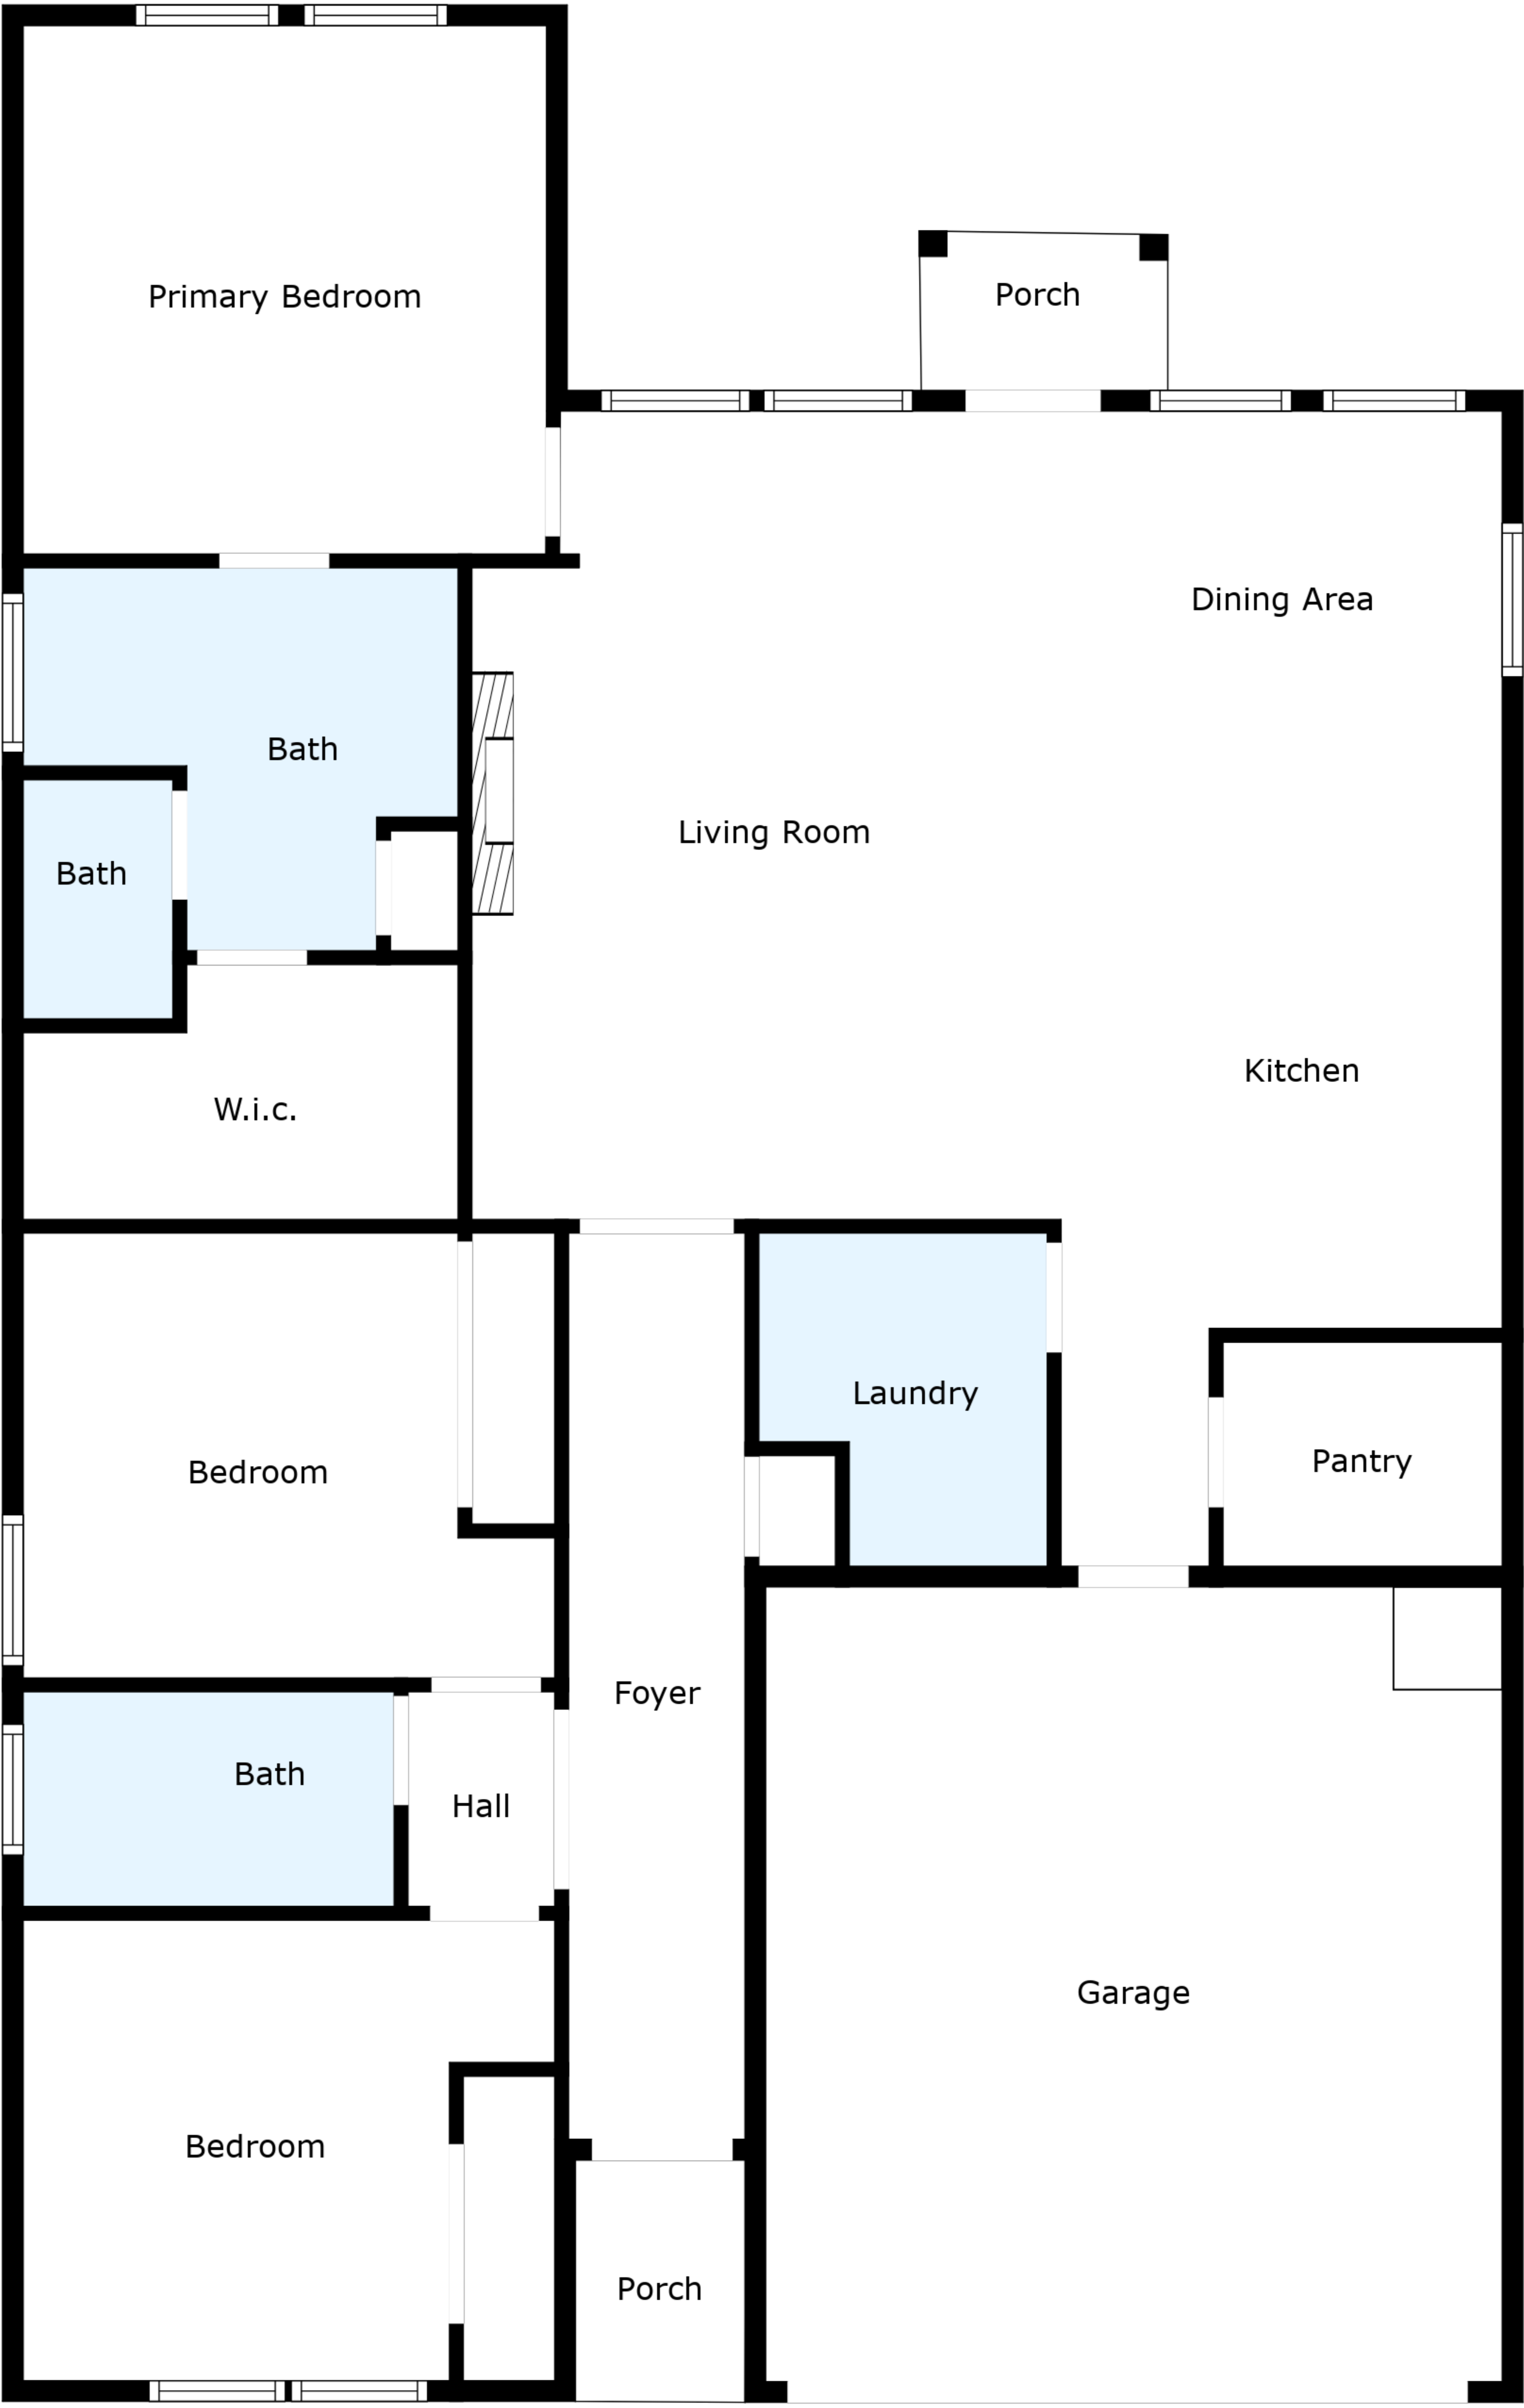 Primary Bedroom
Porch
Dining Area
Bath
Living Room
Bath
Kitchen
W.i.c.
Laundry
Pantry
Bedroom
Foyer
Bath
Hall
Garage
Bedroom
Porch